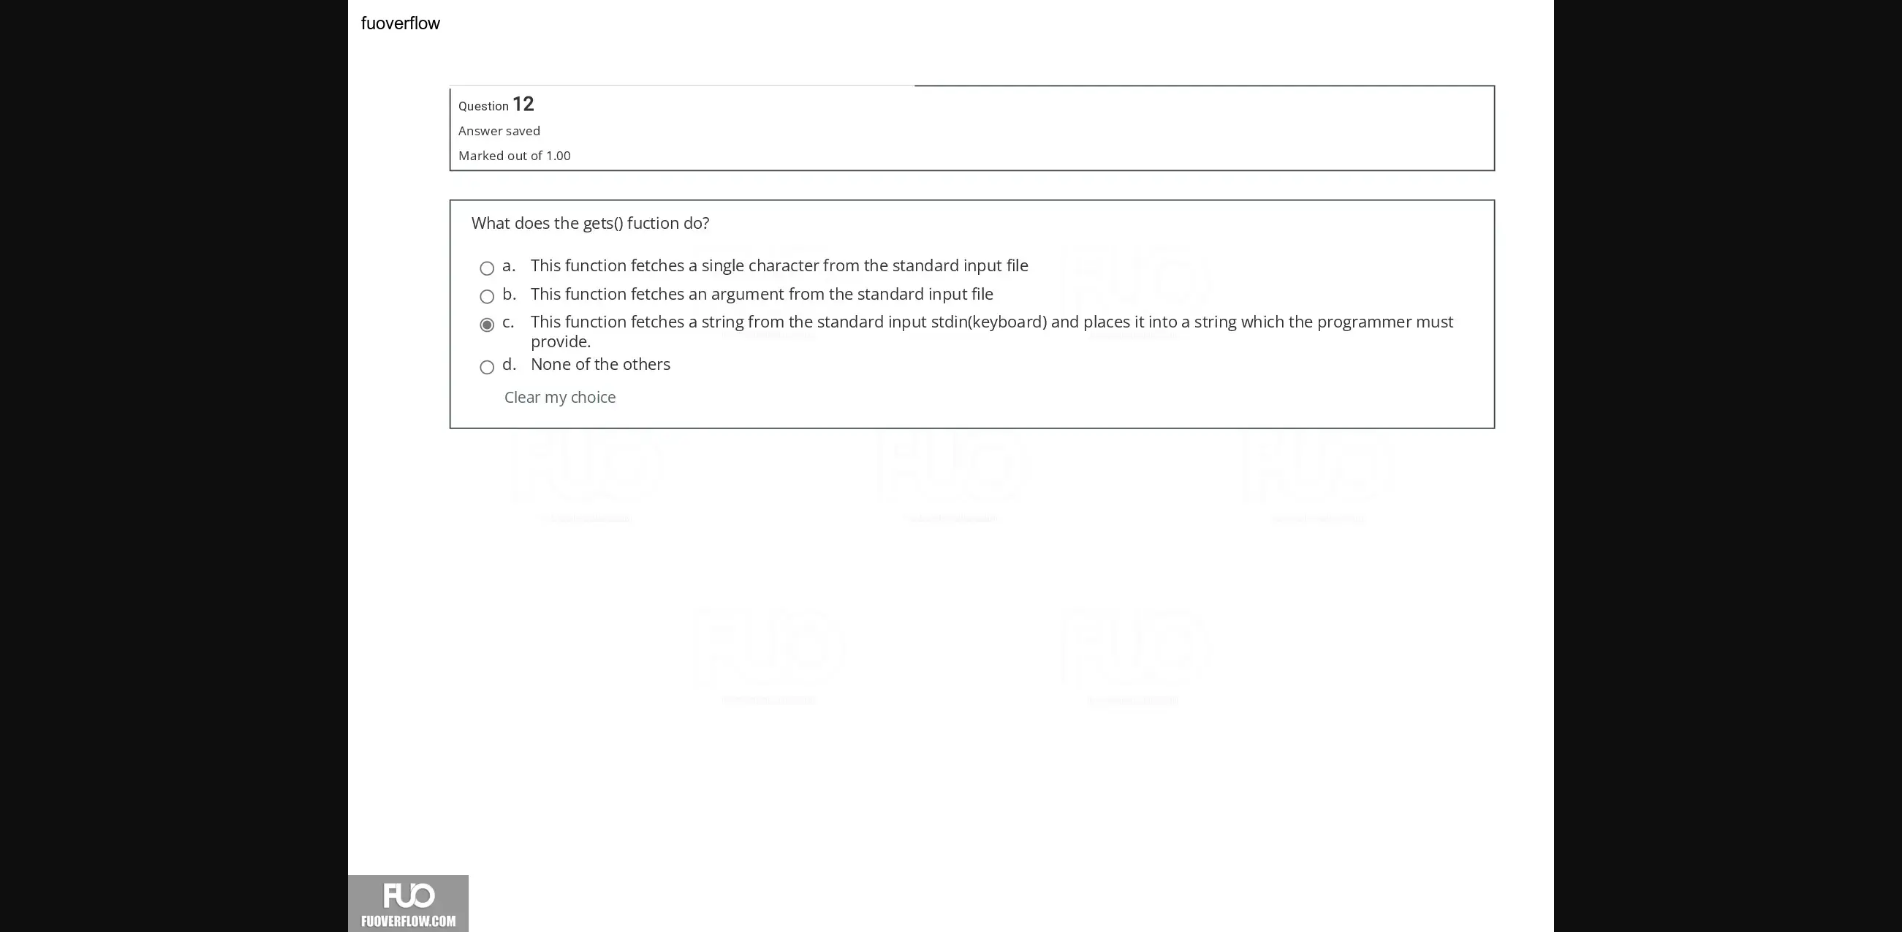 fuoverflow
Question 12
Answer saved
Marked out of 1.00
What does the gets() fuction do?
a. This function fetches a single character from the standard input file
b. This function fetches an argument from the standard input file
c. This function fetches a string from the standard input stdin(keyboard) and places it into a string which the programmer must
provide.
d. None of the others
Clear my choice
FUO
FUOVERFLOW.COM